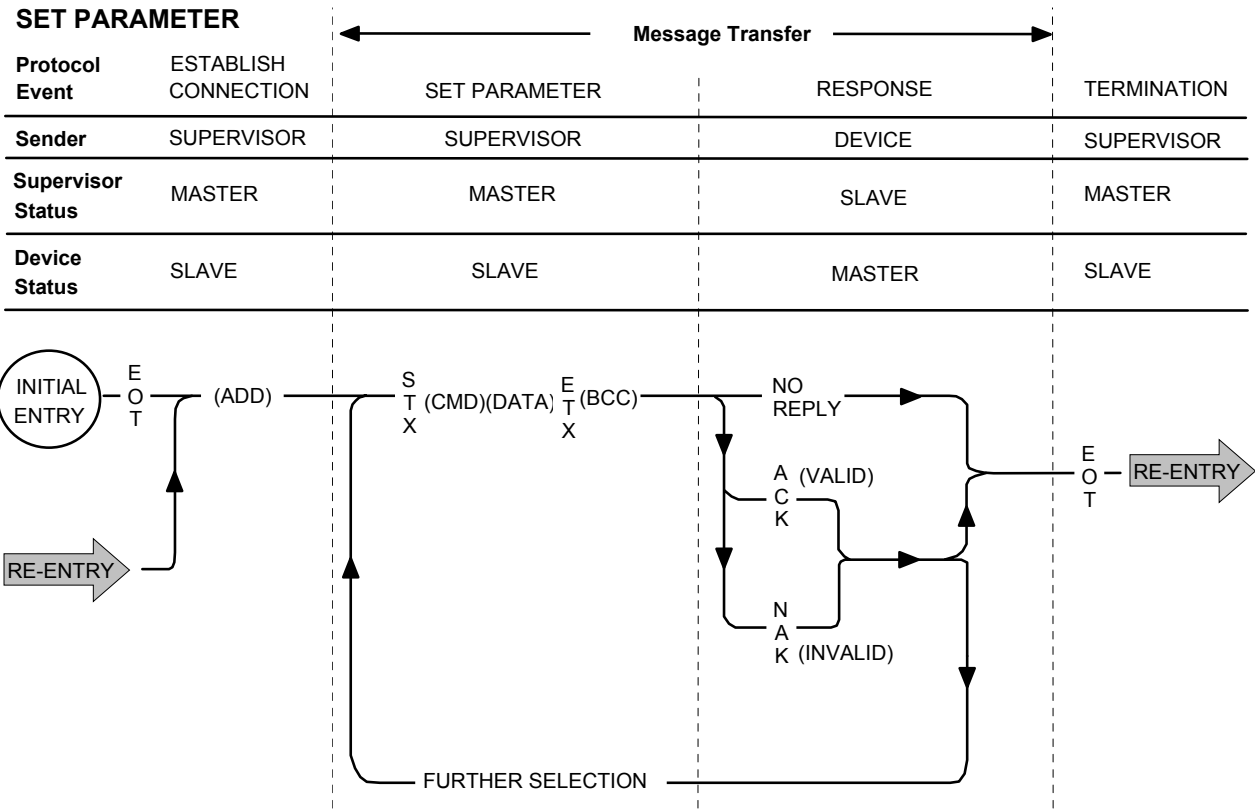 SET PARAMETER
Message Transfer
Protocol Event
ESTABLISH CONNECTION
SET PARAMETER
RESPONSE
TERMINATION
Sender
SUPERVISOR
SUPERVISOR
DEVICE
SUPERVISOR
Supervisor Status
MASTER
MASTER
SLAVE
MASTER
Device Status
SLAVE
SLAVE
MASTER
SLAVE
INITIAL ENTRY
EOT
(ADD)
STX
(CMD)(DATA)
ETX
(BCC)
NO REPLY
ACK
(VALID)
EOT
RE-ENTRY
RE-ENTRY
NAK
(INVALID)
FURTHER SELECTION